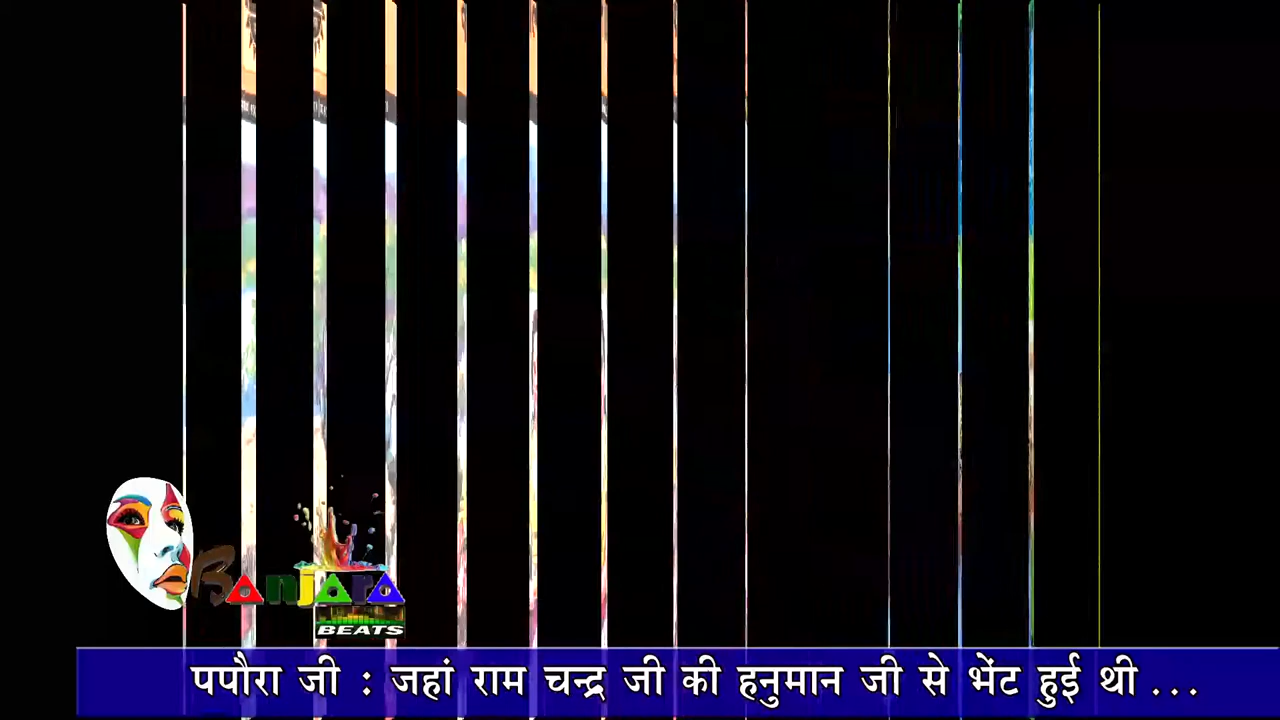 Banjara
BEATS
पपौरा जी : जहां राम चन्द्र जी की हनुमान जी से भेंट हुई थी...